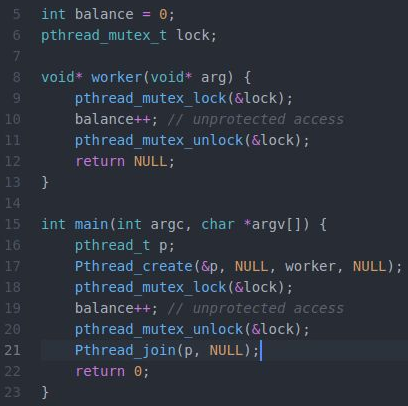 5 int balance = 0;
6 pthread_mutex_t lock;
7
8 void* worker(void* arg) {
9     pthread_mutex_lock(&lock);
10     balance++; // unprotected access
11     pthread_mutex_unlock(&lock);
12     return NULL;
13 }
14
15 int main(int argc, char *argv[]) {
16     pthread_t p;
17     Pthread_create(&p, NULL, worker, NULL);
18     pthread_mutex_lock(&lock);
19     balance++; // unprotected access
20     pthread_mutex_unlock(&lock);
21     Pthread_join(p, NULL);
22     return 0;
23 }